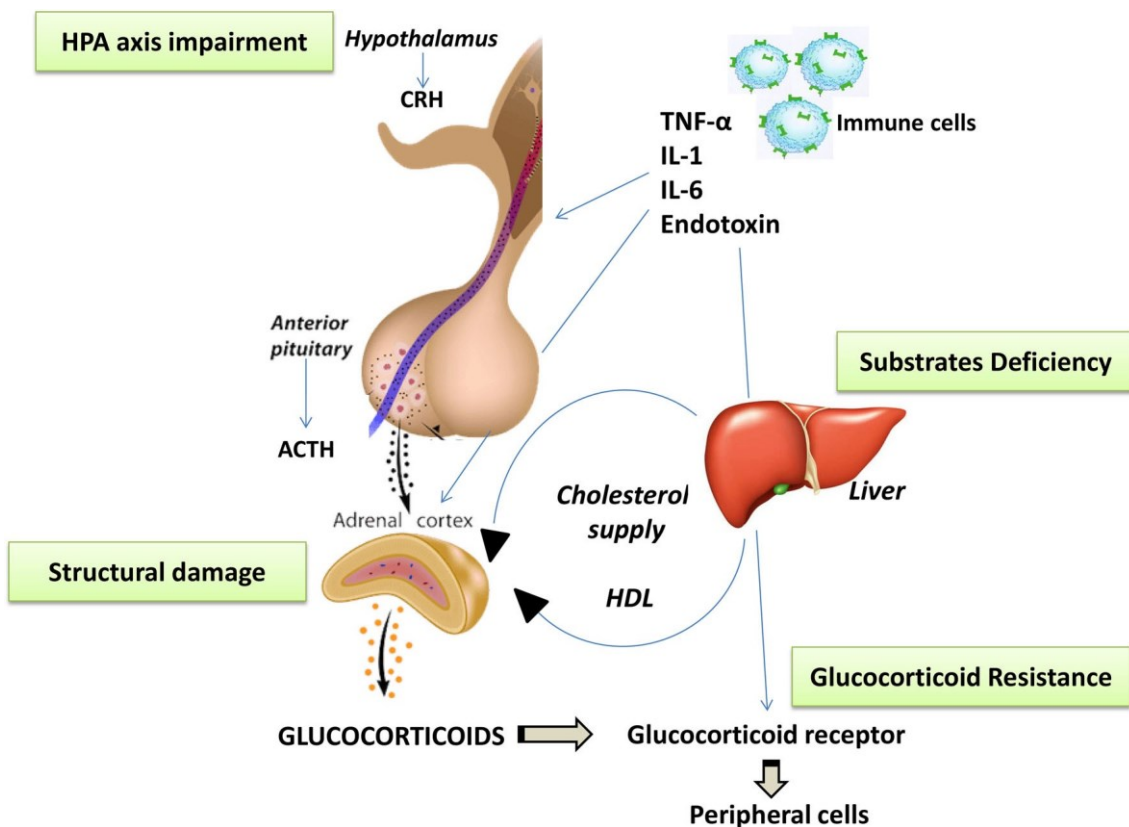 HPA axis impairment
Hypothalamus
CRH
TNF-α
IL-1
IL-6
Endotoxin
Immune cells
Anterior
pituitary
ACTH
Substrates Deficiency
Liver
Cholesterol
supply
HDL
Adrenal cortex
Structural damage
Glucocorticoid Resistance
GLUCOCORTICOIDS
Glucocorticoid receptor
Peripheral cells